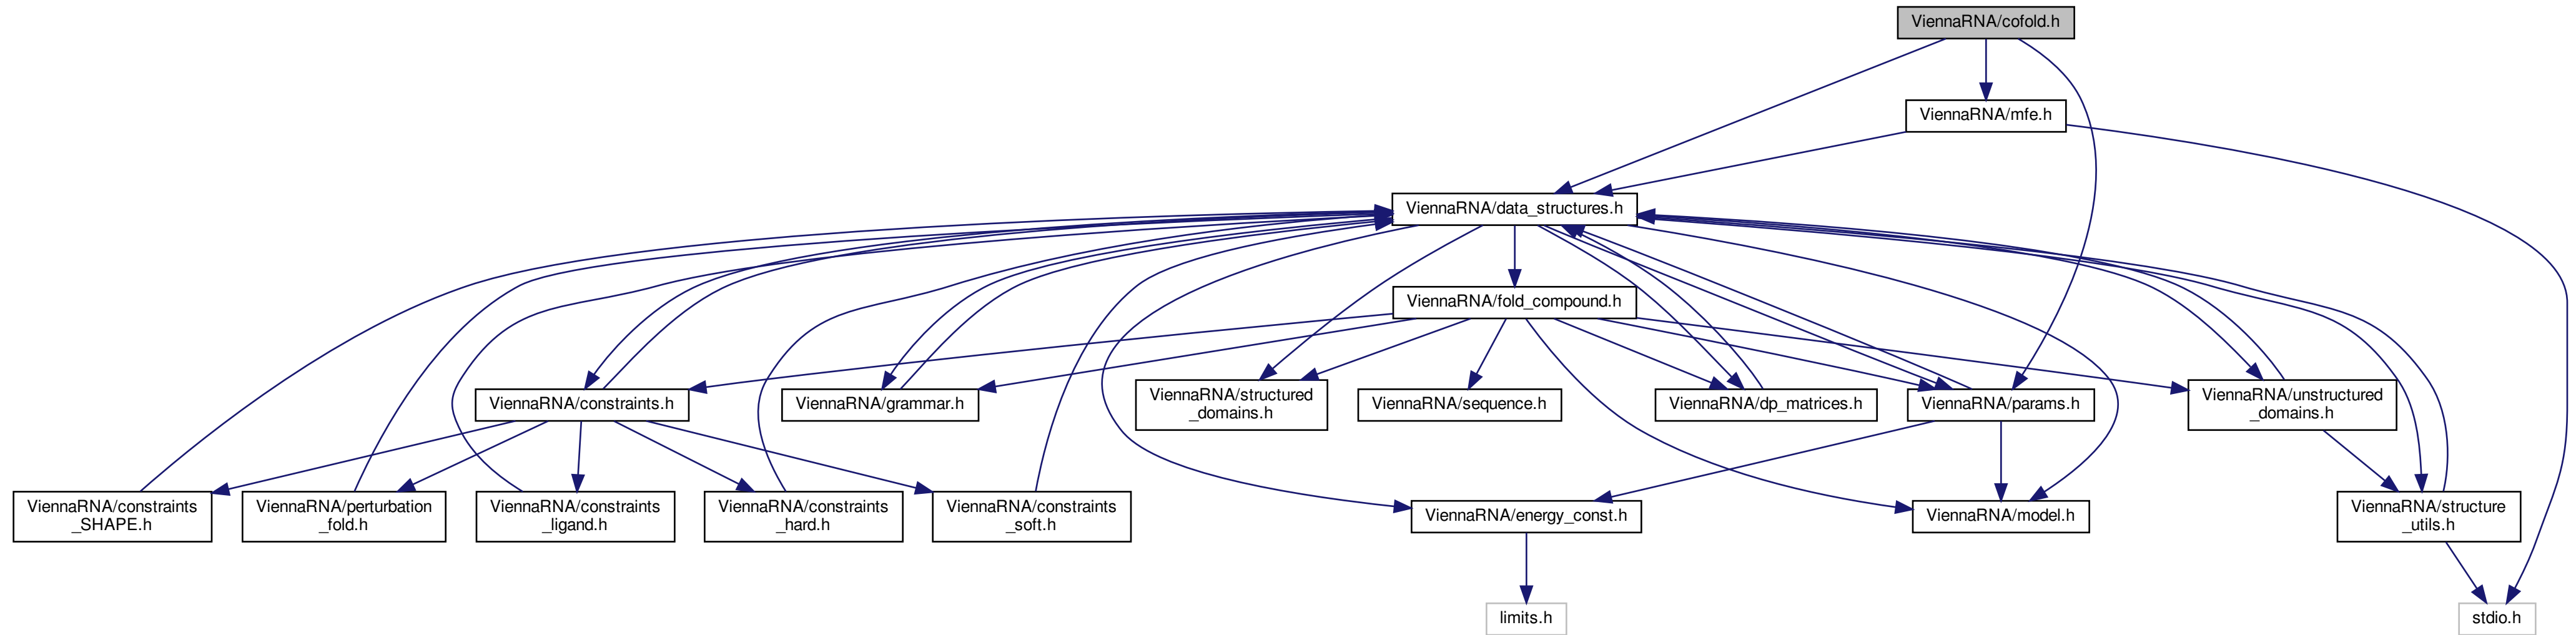 ViennaRNA/cofold.h
ViennaRNA/mfe.h
ViennaRNA/data_structures.h
ViennaRNA/fold_compound.h
ViennaRNA/constraints.h
ViennaRNA/grammar.h
ViennaRNA/structured
_domains.h
ViennaRNA/sequence.h
ViennaRNA/dp_matrices.h
ViennaRNA/params.h
ViennaRNA/unstructured
_domains.h
ViennaRNA/constraints
_SHAPE.h
ViennaRNA/perturbation
_fold.h
ViennaRNA/constraints
_ligand.h
ViennaRNA/constraints
_hard.h
ViennaRNA/constraints
_soft.h
ViennaRNA/energy_const.h
ViennaRNA/model.h
ViennaRNA/structure
_utils.h
limits.h
stdio.h